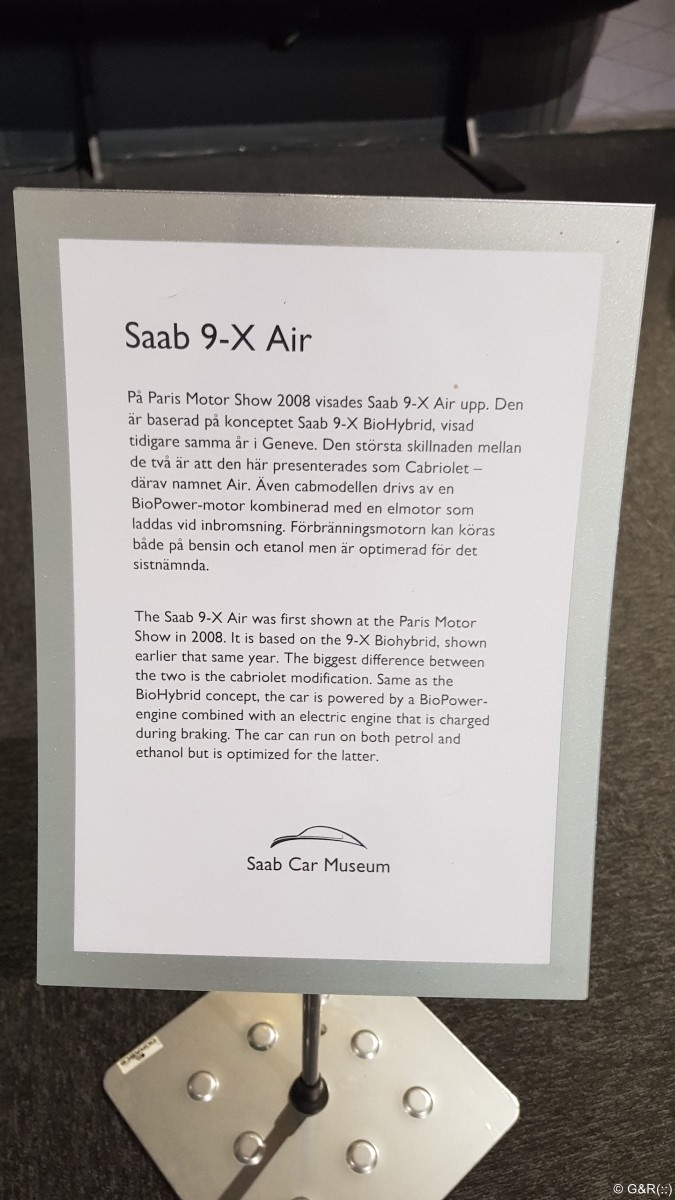 Saab 9-X Air
På Paris Motor Show 2008 visades Saab 9-X Air upp. Den
är baserad på konceptet Saab 9-X BioHybrid, visad
tidigare samma år i Geneve. Den största skillnaden mellan
de två är att den här presenterades som Cabriolet –
därav namnet Air. Även cabmodellen drivs av en
BioPower-motor kombinerad med en elmotor som
laddas vid inbromsning. Förbränningsmotorn kan köras
både på bensin och etanol men är optimerad för det
sistnämnda.
The Saab 9-X Air was first shown at the Paris Motor
Show in 2008. It is based on the 9-X Biohybrid, shown
earlier that same year. The biggest difference between
the two is the cabriolet modification. Same as the
BioHybrid concept, the car is powered by a BioPower-
engine combined with an electric engine that is charged
during braking. The car can run on both petrol and
ethanol but is optimized for the latter.
Saab Car Museum
© G&R(::)